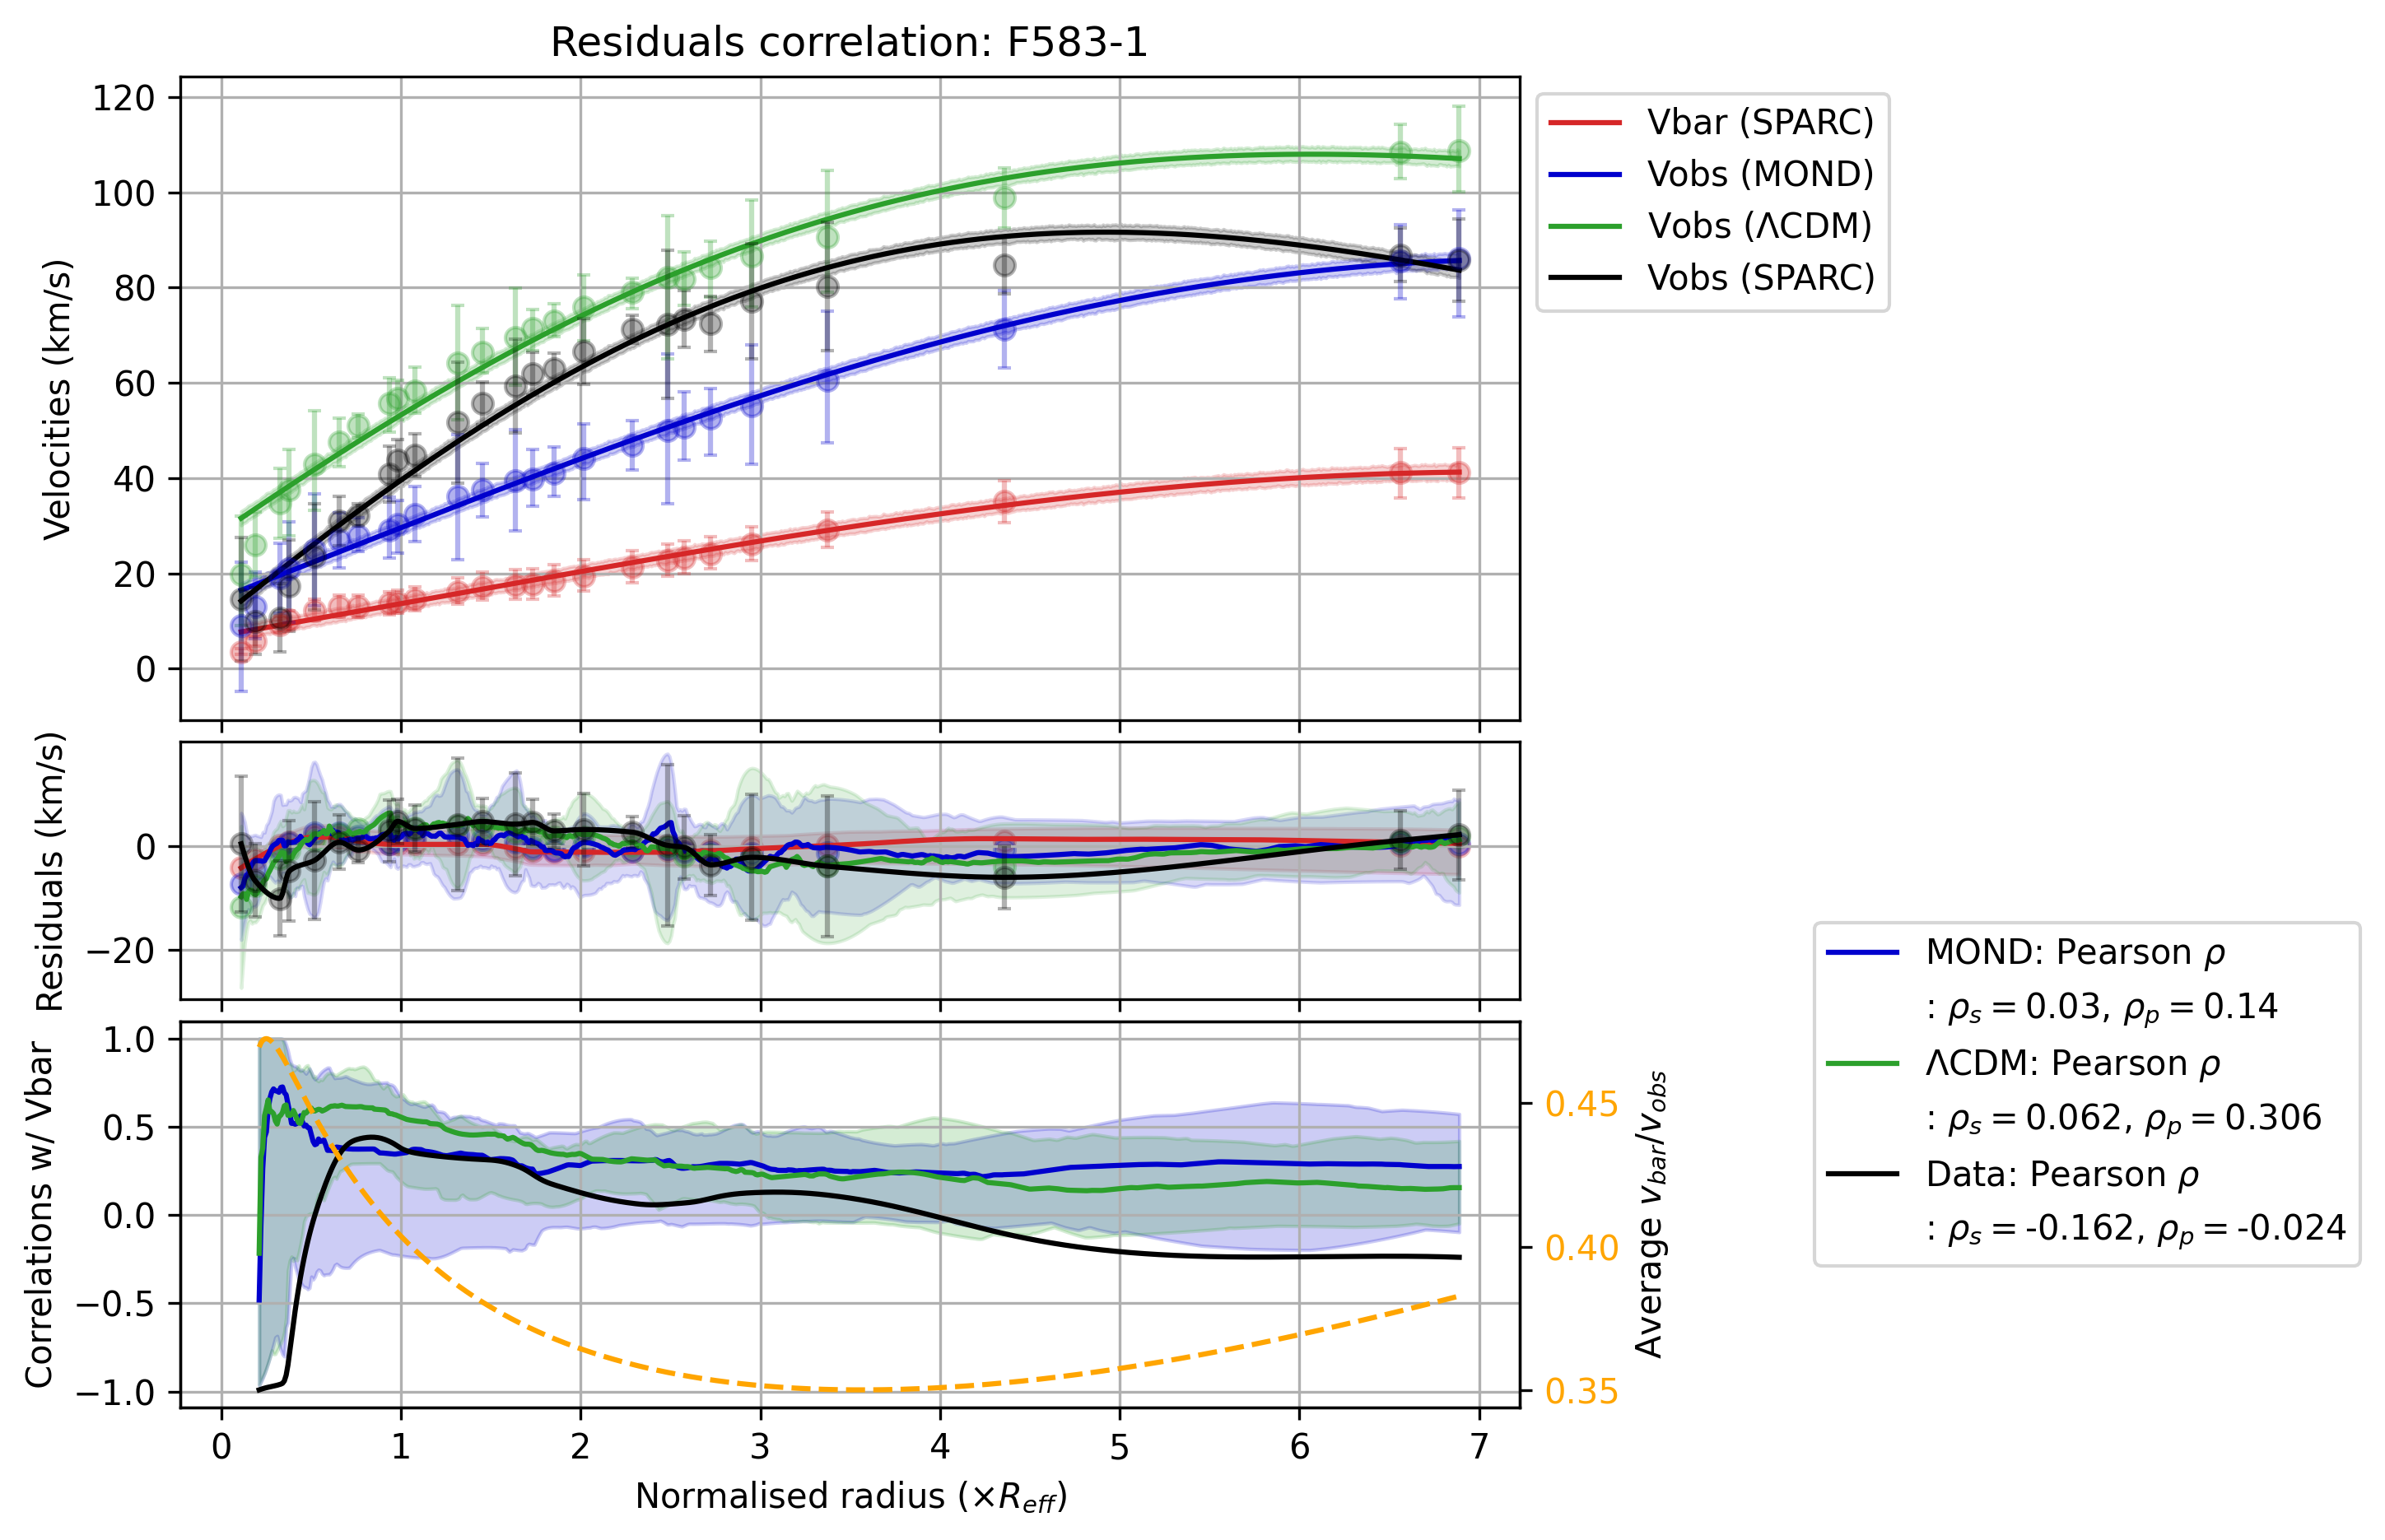 Residuals correlation: F583-1
Velocities (km/s)
120
100
80
60
40
20
0
Vbar (SPARC)
Vobs (MOND)
Vobs (ΛCDM)
Vobs (SPARC)
Residuals (km/s)
0
−20
Correlations w/ Vbar
1.0
0.5
0.0
−0.5
−1.0
0.45
0.40
0.35
Average v_bar/v_obs
MOND: Pearson ρ
: ρ_s = 0.03, ρ_p = 0.14
ΛCDM: Pearson ρ
: ρ_s = 0.062, ρ_p = 0.306
Data: Pearson ρ
: ρ_s = -0.162, ρ_p = -0.024
0 1 2 3 4 5 6 7
Normalised radius (×R_eff)